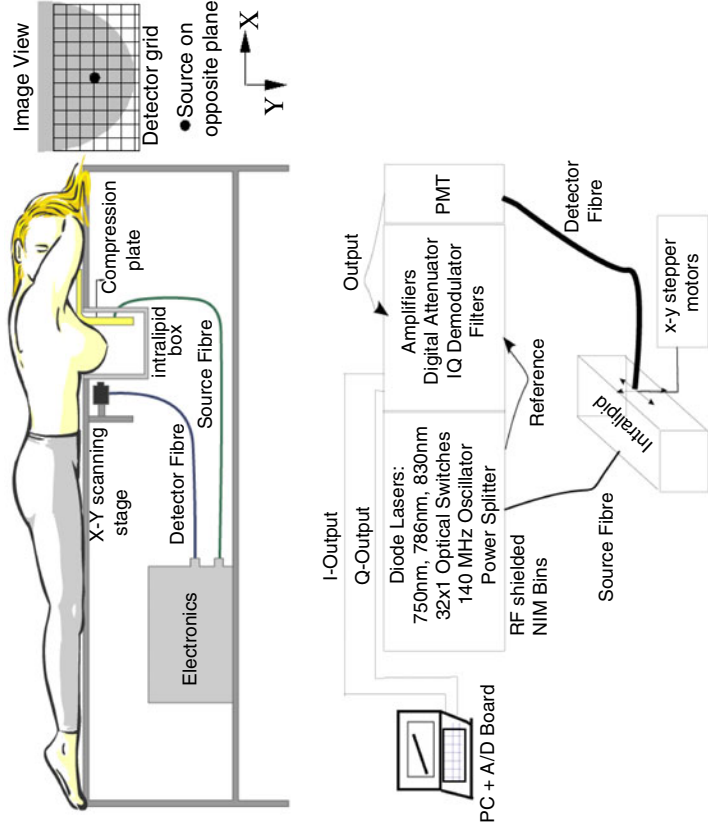 Image View
Detector grid
Source on
opposite plane
X
Y
Compression
plate
intralipid
box
X-Y scanning
stage
Detector Fibre
Source Fibre
Electronics
I-Output
Q-Output
Output
Diode Lasers:
750nm, 786nm, 830nm
32x1 Optical Switches
140 MHz Oscillator
Power Splitter
Amplifiers
Digital Attenuator
IQ Demodulator
Filters
PMT
RF shielded
NIM Bins
Reference
Detector
Fibre
Source Fibre
Intralipid
x-y stepper
motors
PC + A/D Board